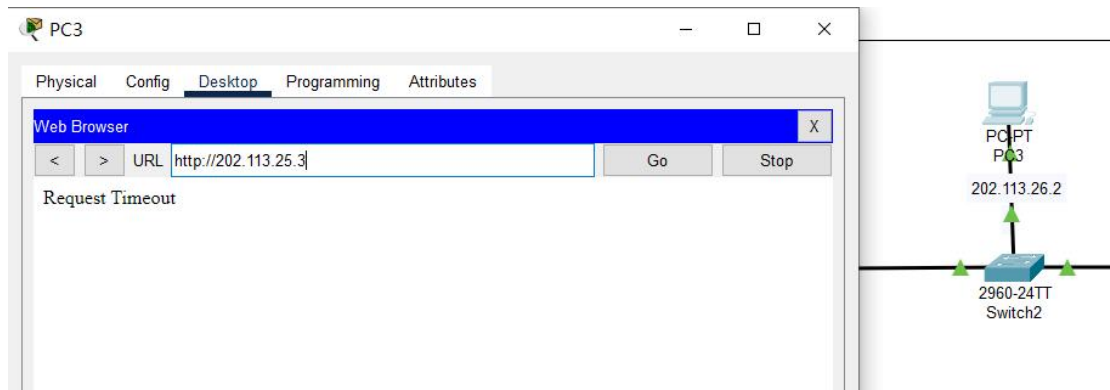 PC3
Physical Config Desktop Programming Attributes
Web Browser X
< > URL http://202.113.25.3 Go Stop
Request Timeout
PC-PT
PC3
202.113.26.2
2960-24TT
Switch2